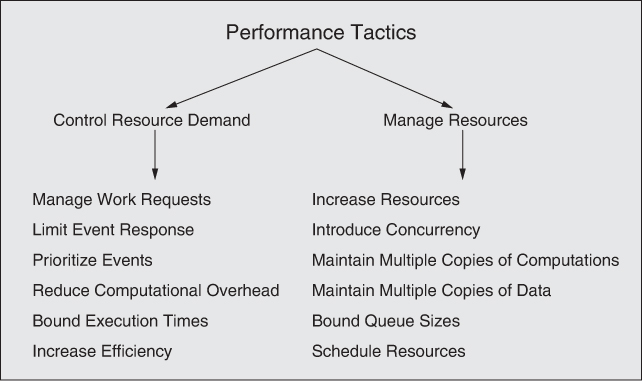 Performance Tactics
Control Resource Demand
Manage Resources
Manage Work Requests
Limit Event Response
Prioritize Events
Reduce Computational Overhead
Bound Execution Times
Increase Efficiency
Increase Resources
Introduce Concurrency
Maintain Multiple Copies of Computations
Maintain Multiple Copies of Data
Bound Queue Sizes
Schedule Resources